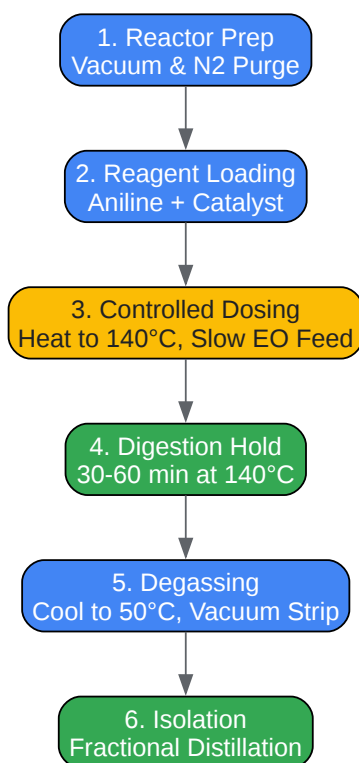 1. Reactor Prep
Vacuum & N2 Purge
2. Reagent Loading
Aniline + Catalyst
3. Controlled Dosing
Heat to 140°C, Slow EO Feed
4. Digestion Hold
30-60 min at 140°C
5. Degassing
Cool to 50°C, Vacuum Strip
6. Isolation
Fractional Distillation